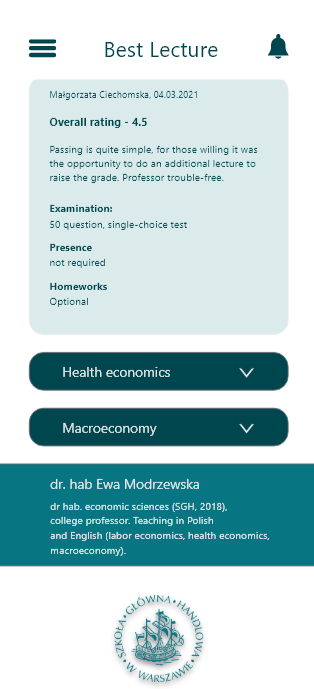 Best Lecture
Małgorzata Ciechomska, 04.03.2021
Overall rating - 4.5
Passing is quite simple, for those willing it was
the opportunity to do an additional lecture to
raise the grade. Professor trouble-free.
Examination:
50 question, single-choice test
Presence
not required
Homeworks
Optional
Health economics
Macroeconomy
dr. hab Ewa Modrzewska
dr hab. economic sciences (SGH, 2018),
college professor. Teaching in Polish
and English (labor economics, health economics,
macroeconomy).
SZKOŁA • GŁÓWNA • HANDLOWA
• W WARSZAWIE •